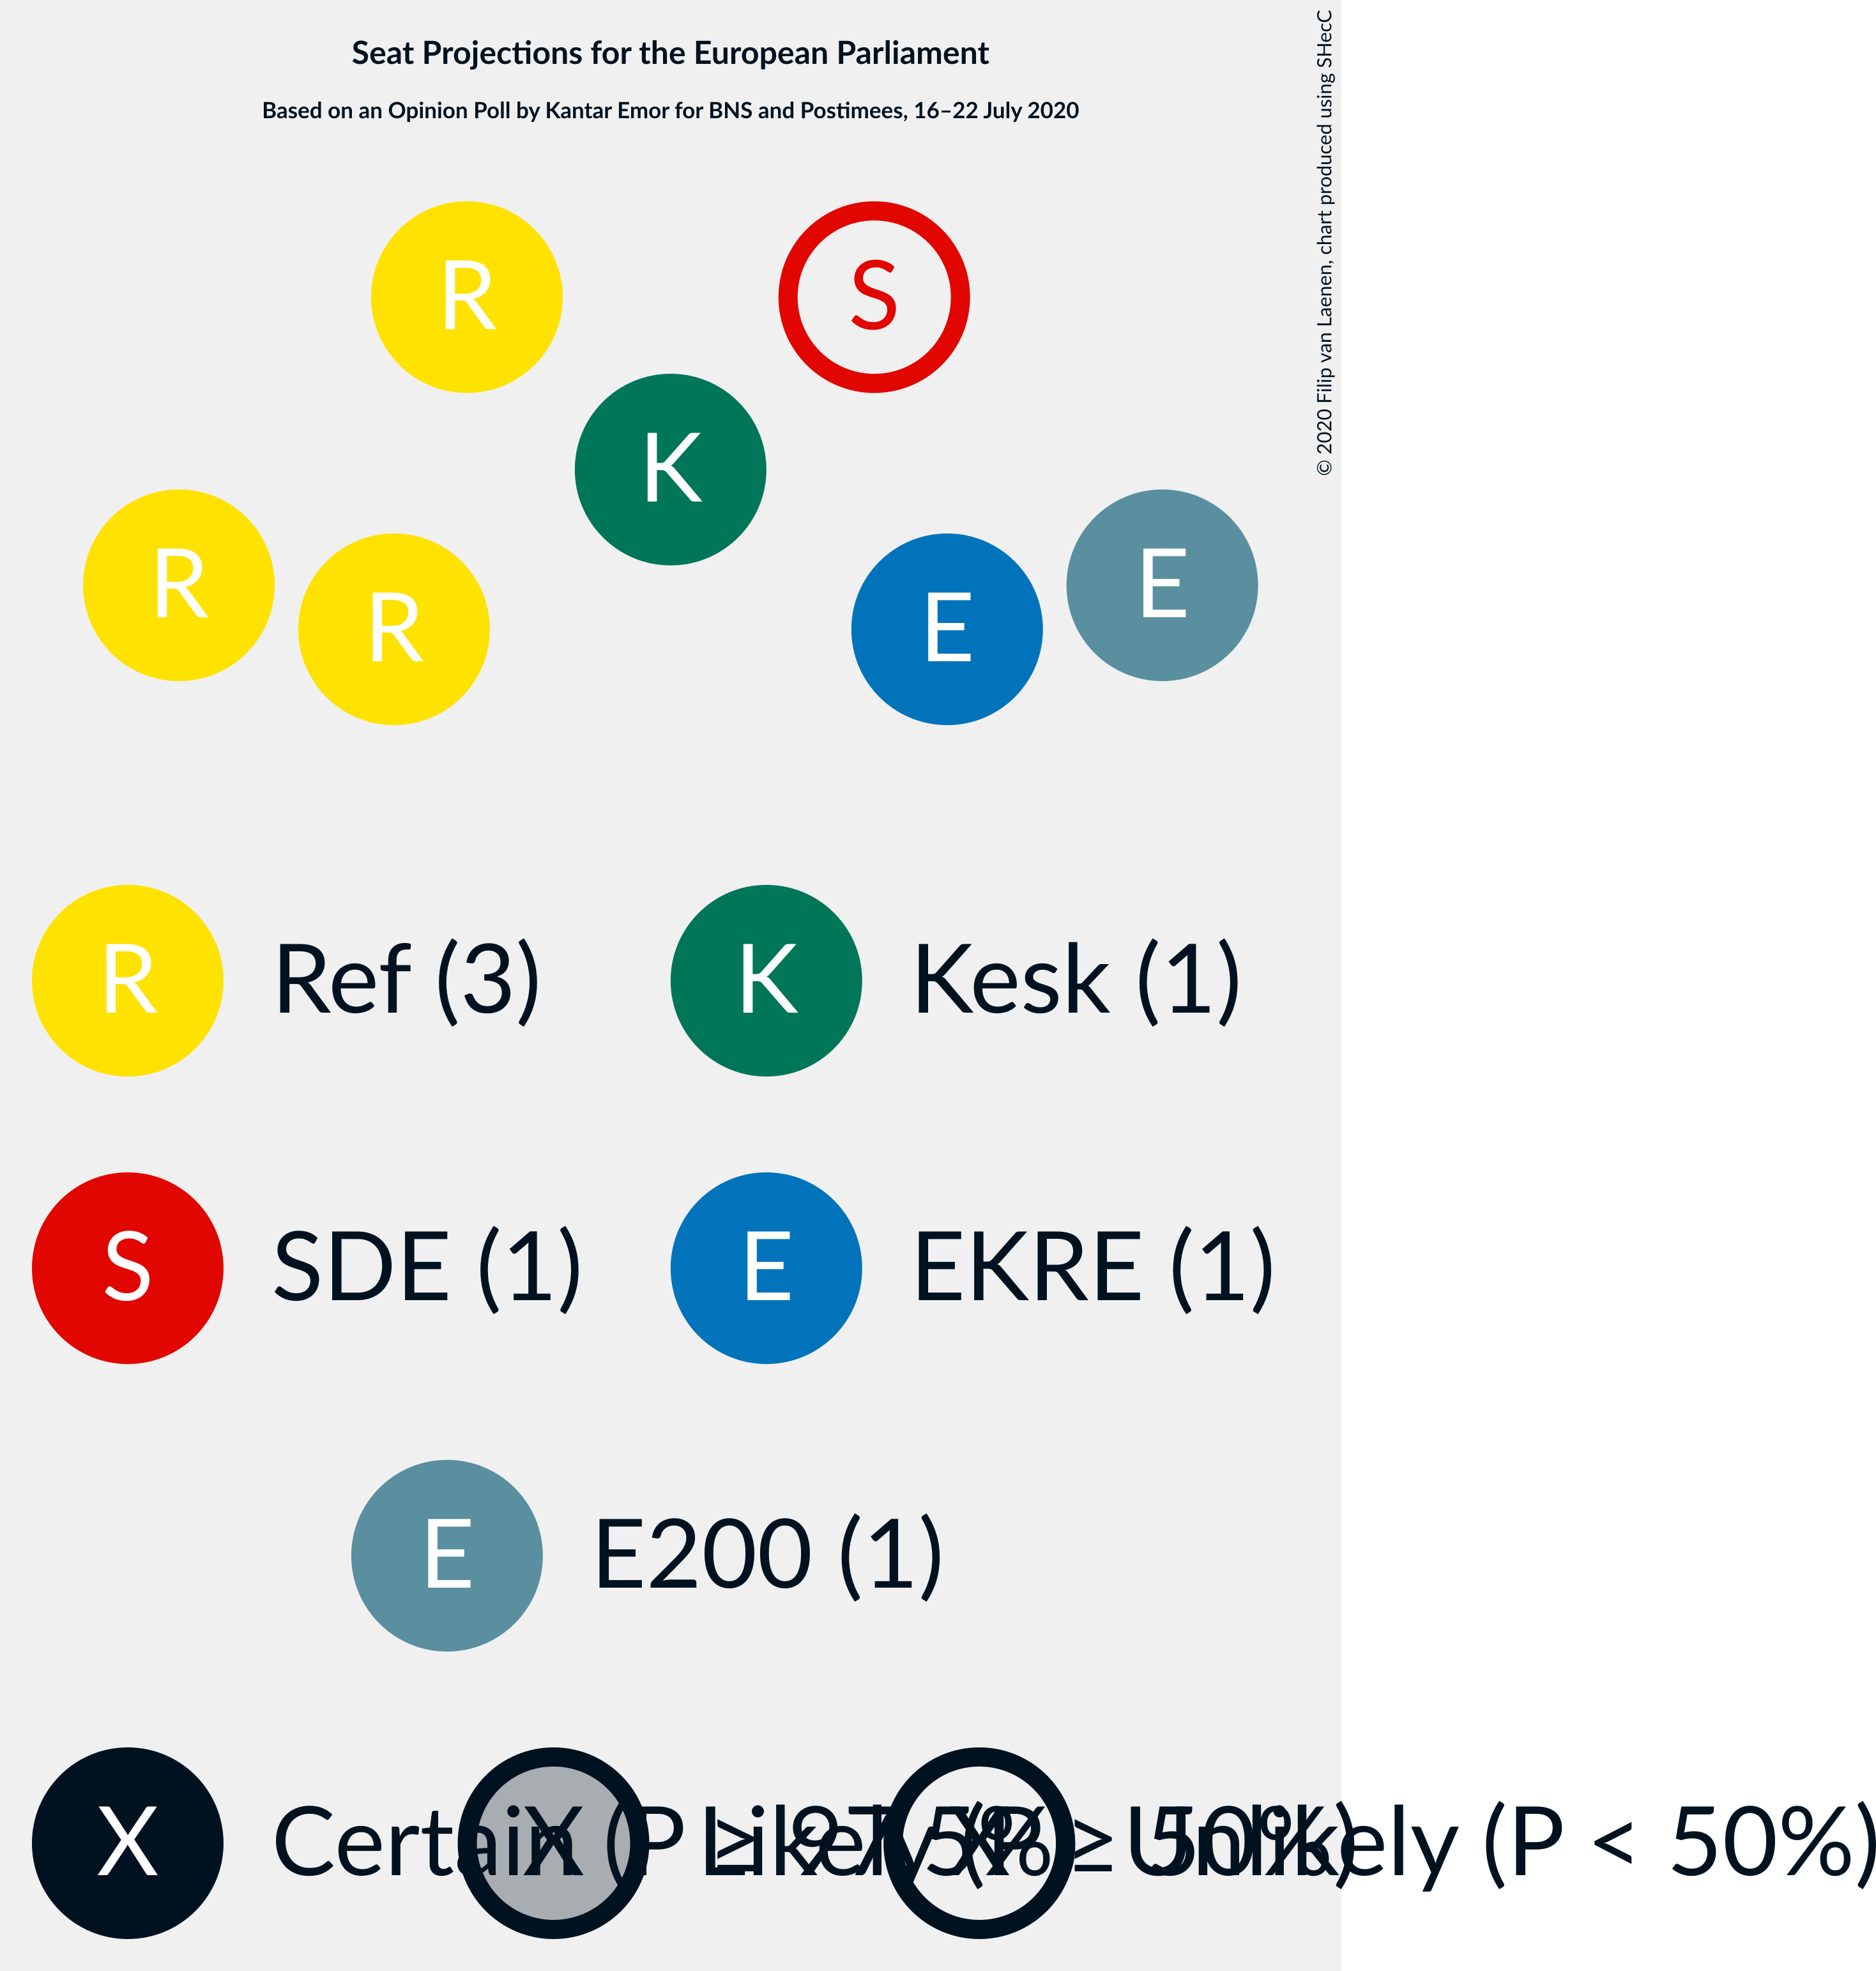 Seat Projections for the European Parliament
Based on an Opinion Poll by Kantar Emor for BNS and Postimees, 16–22 July 2020
© 2020 Filip van Laenen, chart produced using SHecC
R
S
K
R
R
E
E
R Ref (3)
K Kesk (1)
S SDE (1)
E EKRE (1)
E E200 (1)
X Certain (P ≥ 97.5%)
X Likely (P ≥ 50%)
X Unlikely (P < 50%)